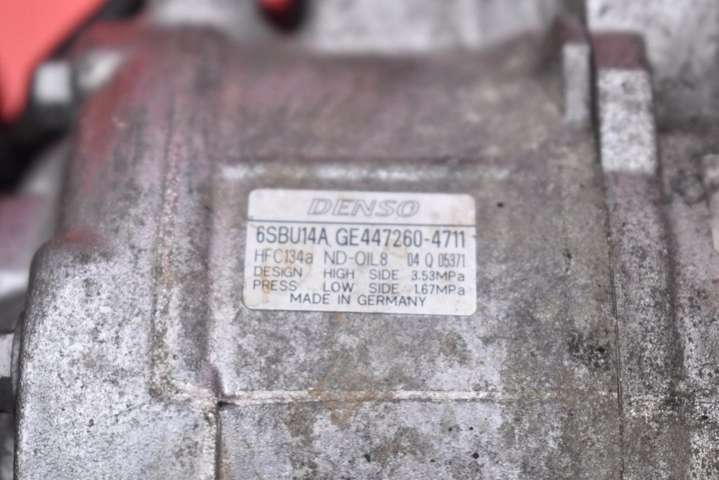 DENSO
6SBU14A GE447260-4711
HFC134a ND-OIL8 04 Q 05371
DESIGN HIGH SIDE 3.53MPa
PRESS LOW SIDE 1.67MPa
MADE IN GERMANY